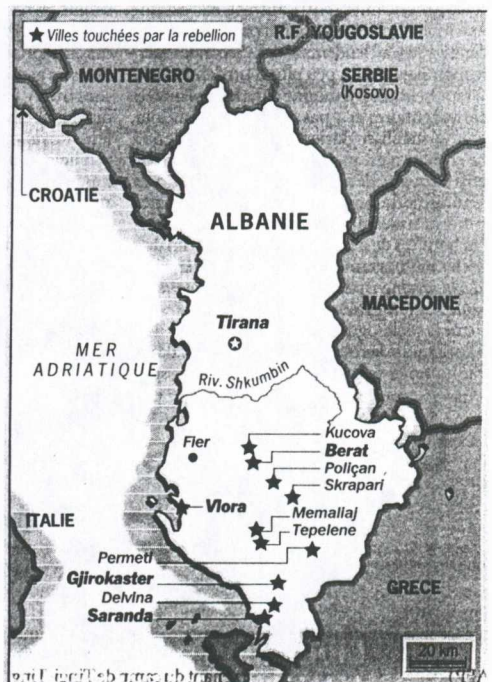 ★ Villes touchées par la rebellion
R.F. YOUGOSLAVIE
MONTENEGRO
SERBIE
(Kosovo)
CROATIE
ALBANIE
MACEDOINE
Tirana
MER
ADRIATIQUE
Riv. Shkumbin
Kucova
Fier
Berat
Poliçan
Skrapari
Vlora
Memaliaj
ITALIE
Tepelene
Permeti
Gjirokaster
Delvina
GRECE
Saranda
20 km